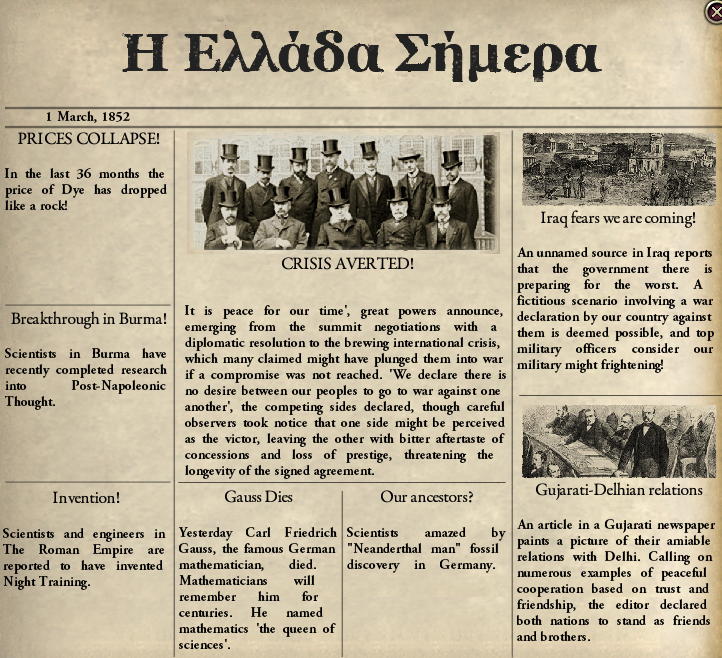 Η Ελλάδα Σήμερα
1 March, 1852
PRICES COLLAPSE!
In the last 36 months the
price of Dye has dropped
like a rock!
Breakthrough in Burma!
Scientists in Burma have
recently completed research
into Post-Napoleonic
Thought.
Invention!
Scientists and engineers in
The Roman Empire are
reported to have invented
Night Training.
CRISIS AVERTED!
It is peace for our time', great powers announce,
emerging from the summit negotiations with a
diplomatic resolution to the brewing international crisis,
which many claimed might have plunged them into war
if a compromise was not reached. 'We declare there is
no desire between our peoples to go to war against one
another', the competing sides declared, though careful
observers took notice that one side might be perceived
as the victor, leaving the other with bitter aftertaste of
concessions and loss of prestige, threatening the
longevity of the signed agreement.
Gauss Dies
Yesterday Carl Friedrich
Gauss, the famous German
mathematician, died.
Mathematicians will
remember him for
centuries. He named
mathematics 'the queen of
sciences'.
Our ancestors?
Scientists amazed by
"Neanderthal man" fossil
discovery in Germany.
Iraq fears we are coming!
An unnamed source in Iraq reports
that the government there is
preparing for the worst. A
fictitious scenario involving a war
declaration by our country against
them is deemed possible, and top
military officers consider our
military might frightening!
Gujarati-Delhian relations
An article in a Gujarati newspaper
paints a picture of their amiable
relations with Delhi. Calling on
numerous examples of peaceful
cooperation based on trust and
friendship, the editor declared
both nations to stand as friends
and brothers.